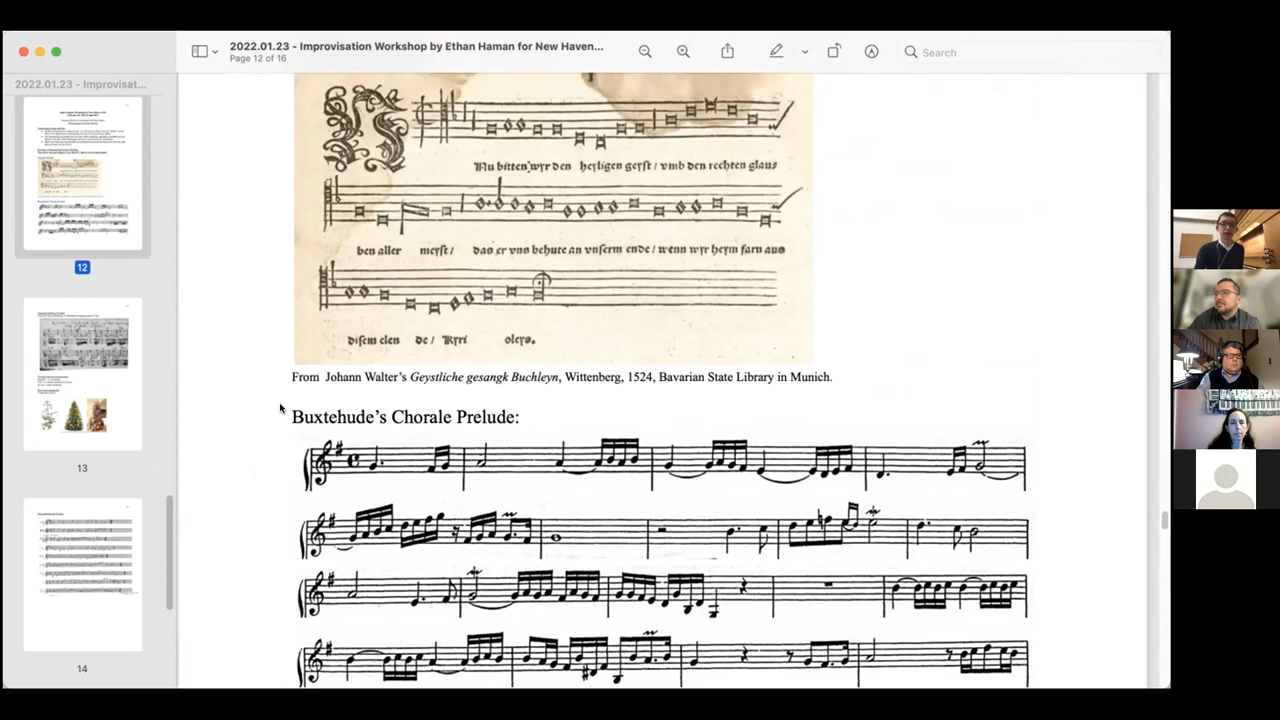 2022.01.23 - Improvisation Workshop by Ethan Haman for New Haven...
Page 12 of 16
Search
2022.01.23 - Improvisat...
12
13
14
Nu bitten wyr den heyligen geyst / vmb den rechten glau⸗
ben aller meyst / das er vns behute an vnserm ende / wenn wyr heym farn aus
disem elen de / Kyri oleys.
From Johann Walter’s Geystliche gesangk Buchleyn, Wittenberg, 1524, Bavarian State Library in Munich.
Buxtehude’s Chorale Prelude: